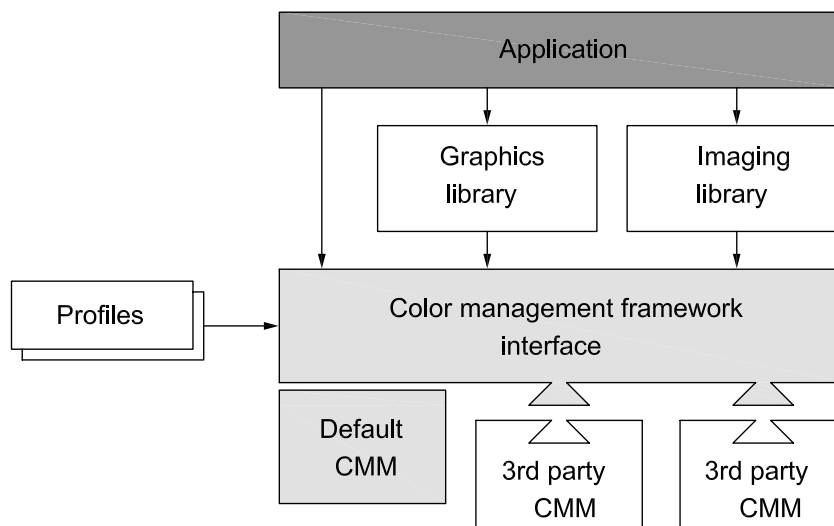 Application
Graphics
library
Imaging
library
Profiles
Color management framework
interface
Default
CMM
3rd party
CMM
3rd party
CMM